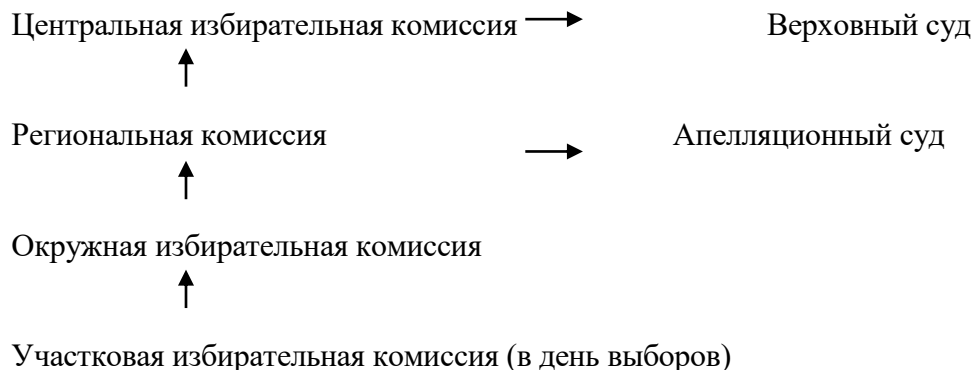 Центральная избирательная комиссия Верховный суд
Региональная комиссия Апелляционный суд
Окружная избирательная комиссия
Участковая избирательная комиссия (в день выборов)